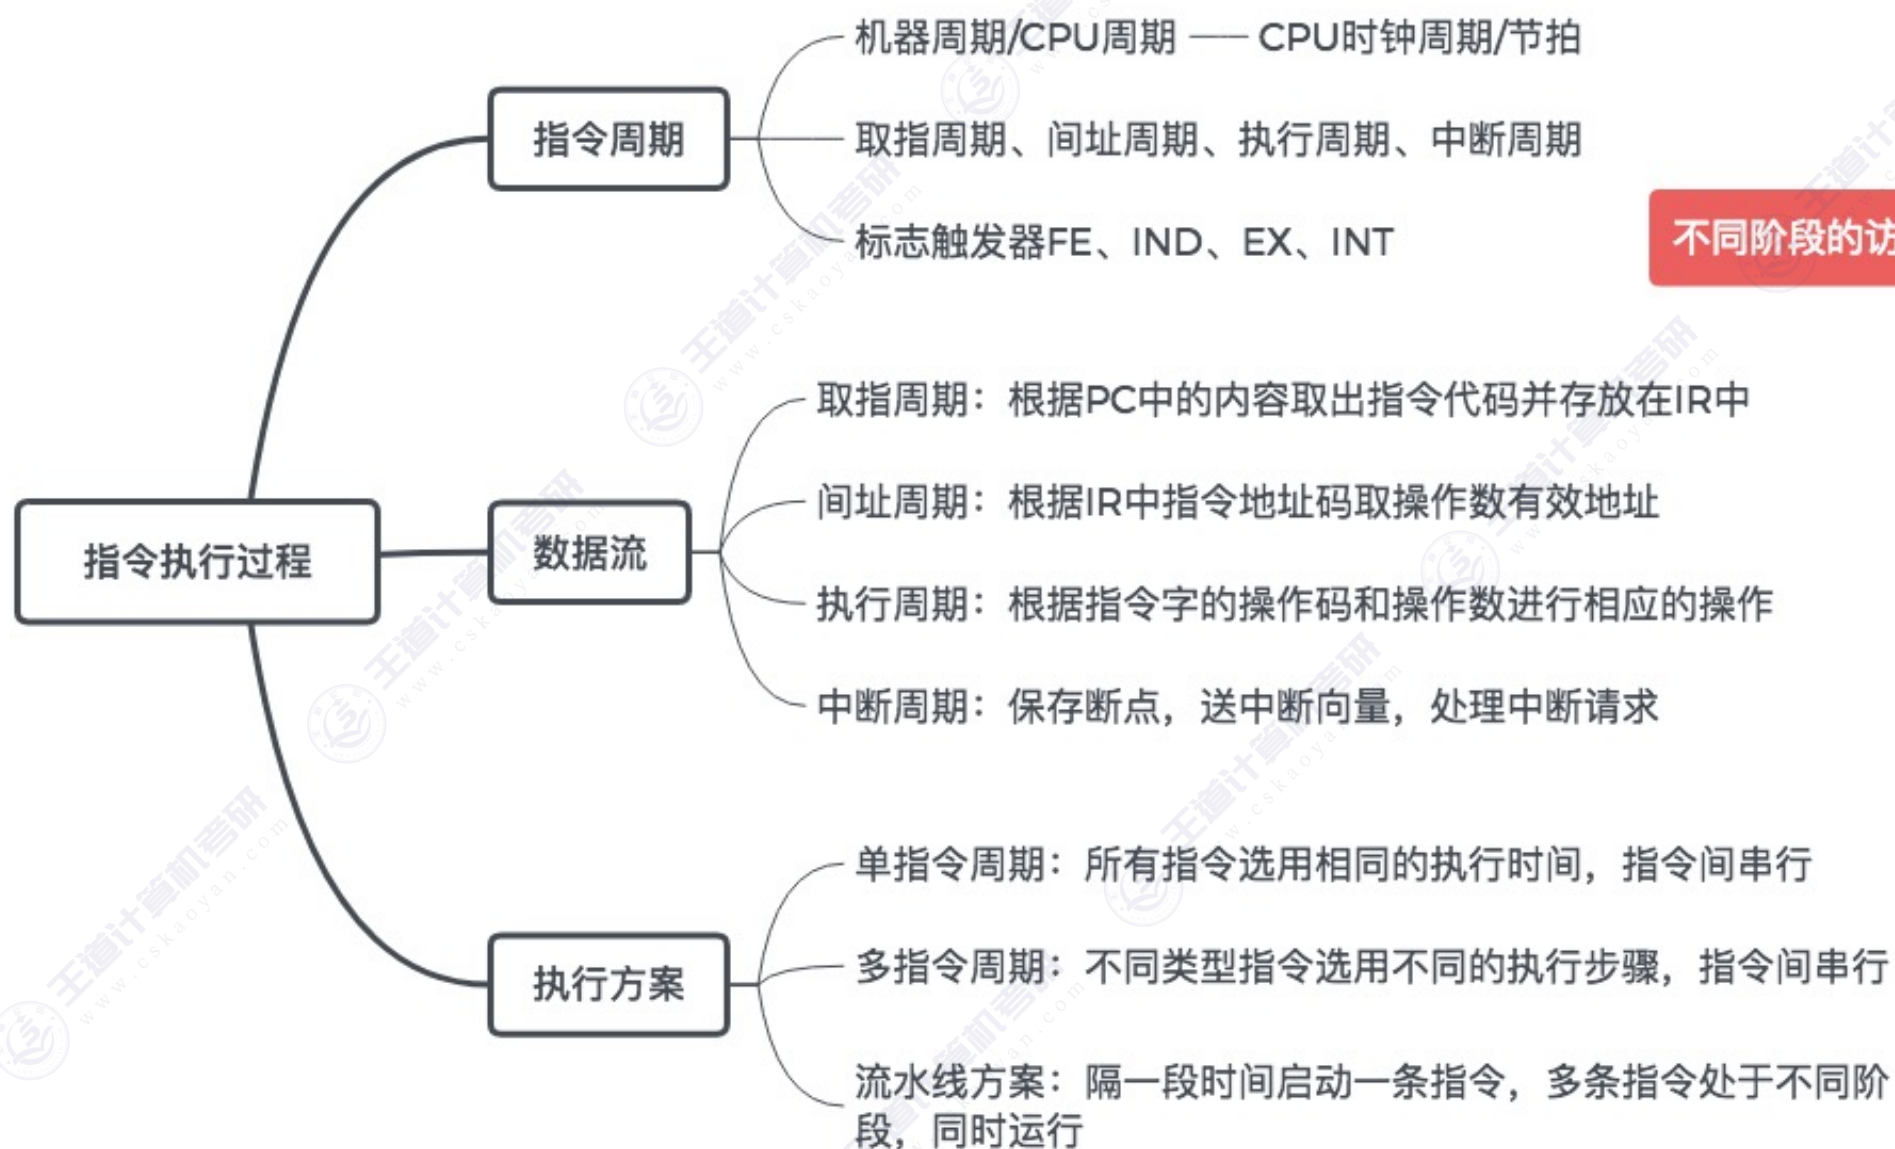 机器周期/CPU周期 —— CPU时钟周期/节拍
指令周期
取指周期、间址周期、执行周期、中断周期
标志触发器FE、IND、EX、INT
不同阶段的访
取指周期：根据PC中的内容取出指令代码并存放在IR中
间址周期：根据IR中指令地址码取操作数有效地址
指令执行过程
数据流
执行周期：根据指令字的操作码和操作数进行相应的操作
中断周期：保存断点，送中断向量，处理中断请求
单指令周期：所有指令选用相同的执行时间，指令间串行
执行方案
多指令周期：不同类型指令选用不同的执行步骤，指令间串行
流水线方案：隔一段时间启动一条指令，多条指令处于不同阶
段，同时运行
王道计算机考研
www.cskaoyan.com